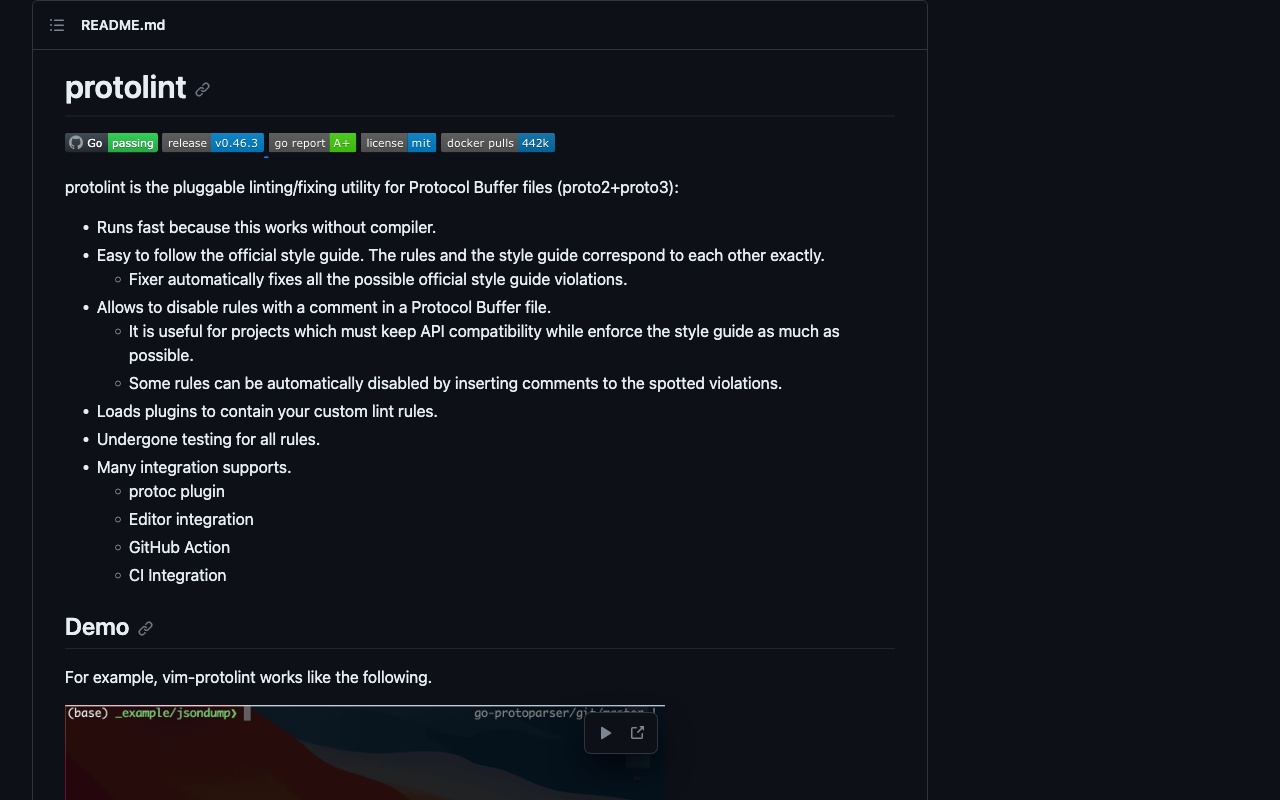 README.md
protolint
Go passing release v0.46.3 go report A+ license mit docker pulls 442k
protolint is the pluggable linting/fixing utility for Protocol Buffer files (proto2+proto3):
Runs fast because this works without compiler.
Easy to follow the official style guide. The rules and the style guide correspond to each other exactly.
Fixer automatically fixes all the possible official style guide violations.
Allows to disable rules with a comment in a Protocol Buffer file.
It is useful for projects which must keep API compatibility while enforce the style guide as much as
possible.
Some rules can be automatically disabled by inserting comments to the spotted violations.
Loads plugins to contain your custom lint rules.
Undergone testing for all rules.
Many integration supports.
protoc plugin
Editor integration
GitHub Action
CI Integration
Demo
For example, vim-protolint works like the following.
(base) _example/jsondump❯ go-protoparser/git/master